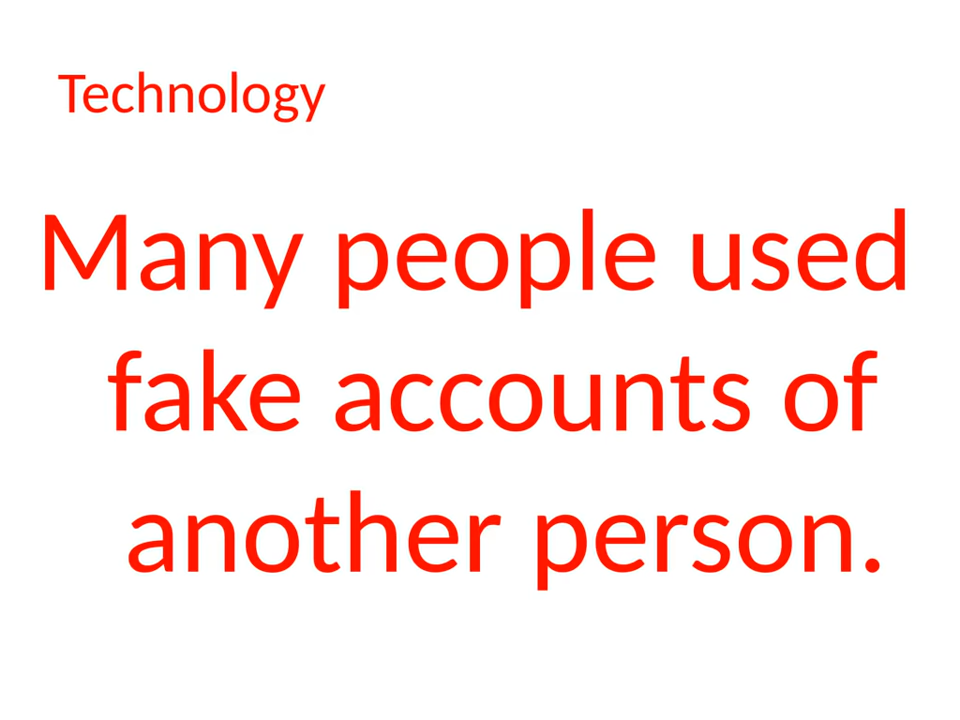 Technology
Many people used
fake accounts of
another person.